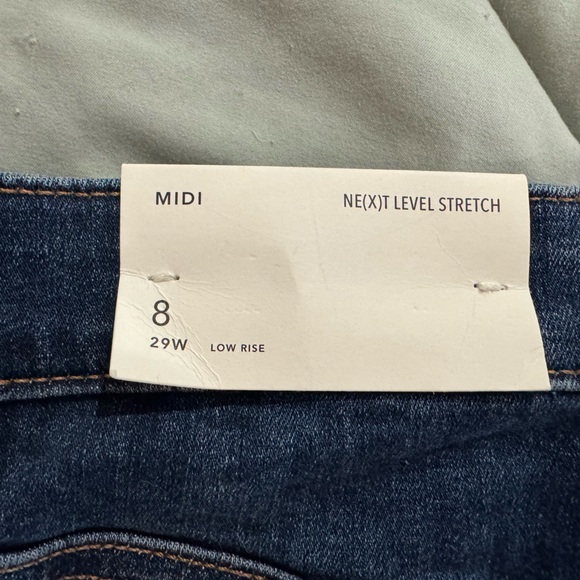 MIDI NE(X)T LEVEL STRETCH
8
29W LOW RISE